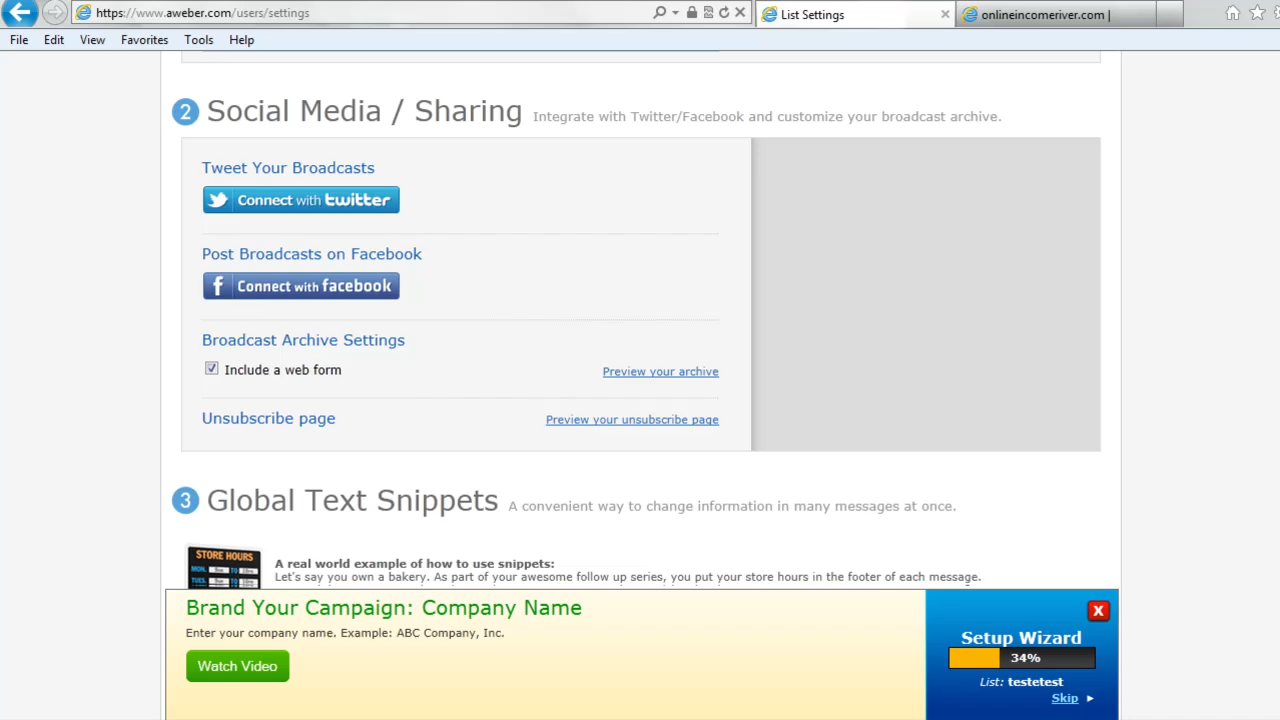 https://www.aweber.com/users/settings
List Settings
onlineincomeriver.com |
File Edit View Favorites Tools Help
2 Social Media / Sharing Integrate with Twitter/Facebook and customize your broadcast archive.
Tweet Your Broadcasts
Connect with twitter
Post Broadcasts on Facebook
f Connect with facebook
Broadcast Archive Settings
Include a web form Preview your archive
Unsubscribe page Preview your unsubscribe page
3 Global Text Snippets A convenient way to change information in many messages at once.
STORE HOURS
MON. TO
TUES. TO
A real world example of how to use snippets:
Let's say you own a bakery. As part of your awesome follow up series, you put your store hours in the footer of each message.
Brand Your Campaign: Company Name
Enter your company name. Example: ABC Company, Inc.
Watch Video
X
Setup Wizard
34%
List: testetest
Skip